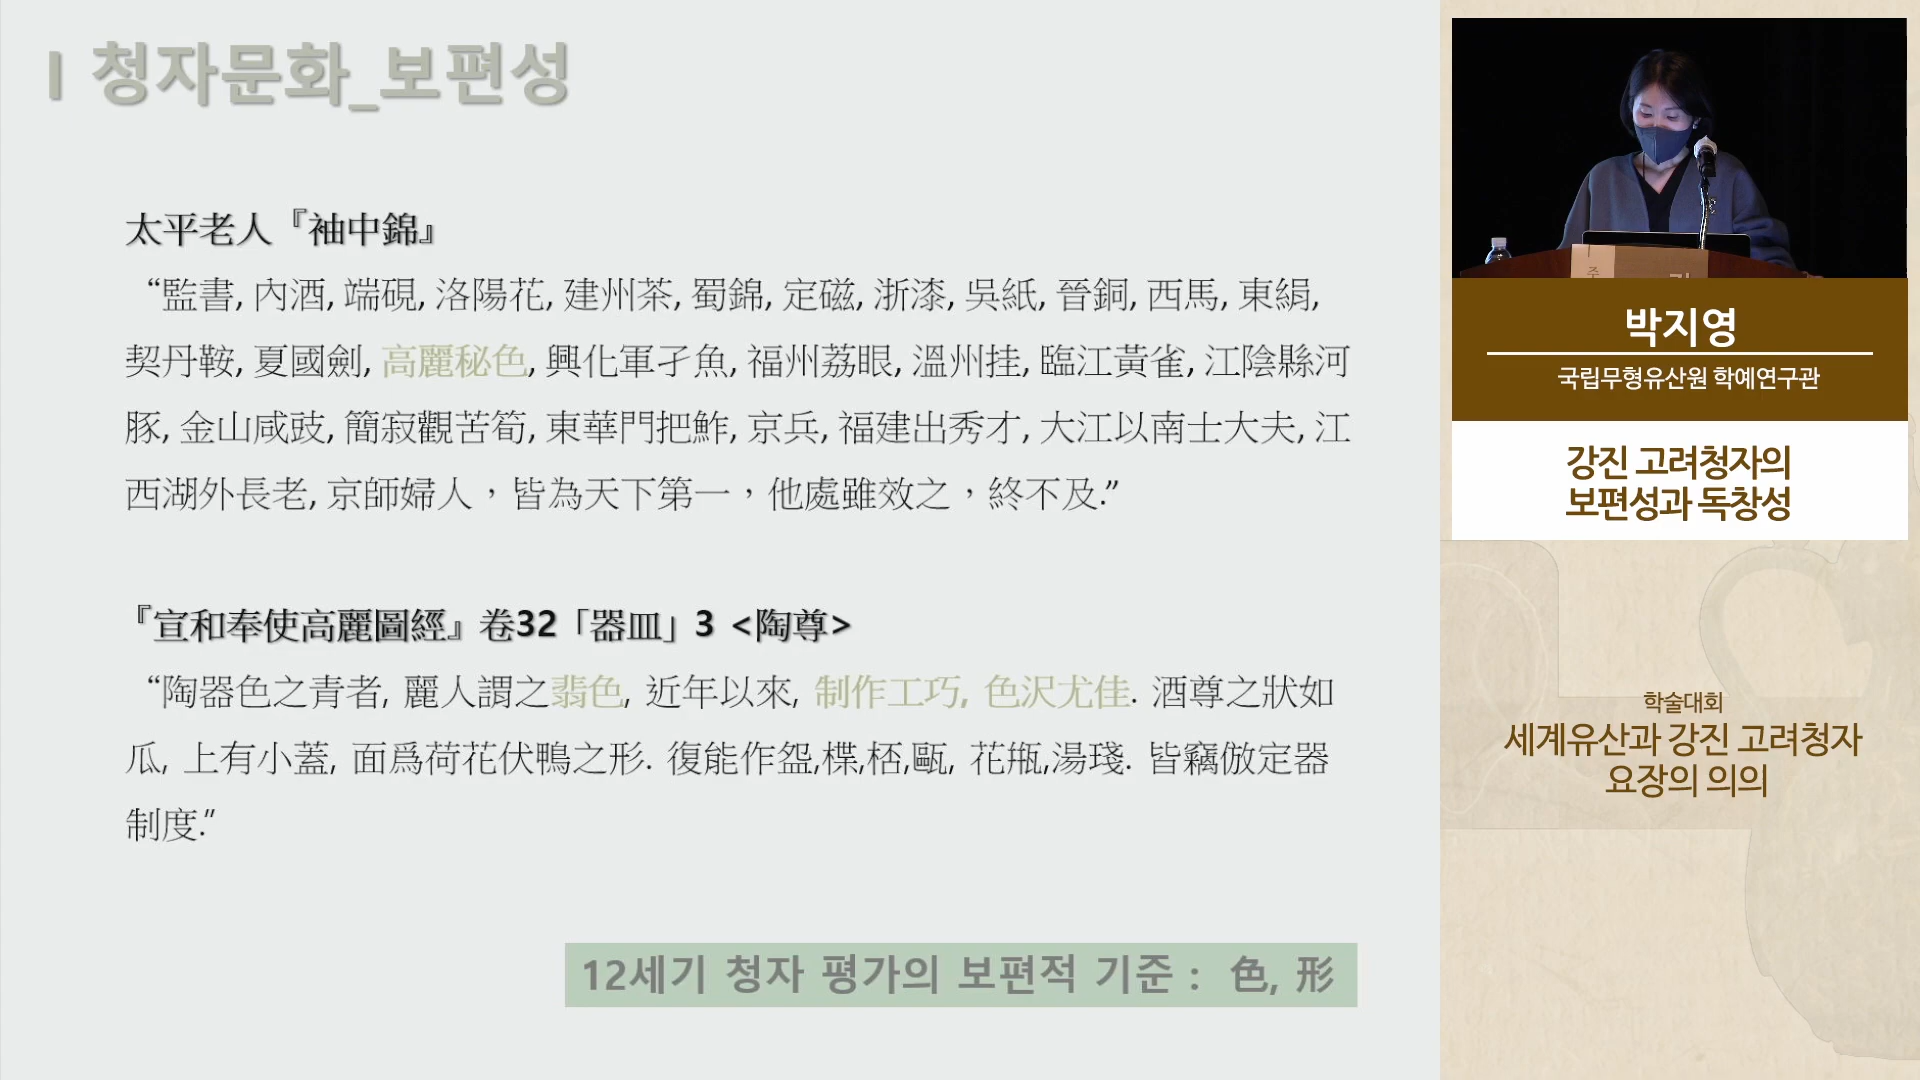 I 청자문화_보편성
太平老人『袖中錦』
“監書, 內酒, 端硯, 洛陽花, 建州茶, 蜀錦, 定磁, 浙漆, 吳紙, 晉銅, 西馬, 東絹,
契丹鞍, 夏國劍, 高麗秘色, 興化軍子魚, 福州荔眼, 溫州挂, 臨江黃雀, 江陰縣河
豚, 金山咸豉, 簡寂觀苦筍, 東華門把鮓, 京兵, 福建出秀才, 大江以南士大夫, 江
西湖外長老, 京師婦人，皆為天下第一，他處雖效之，終不及.”
『宣和奉使高麗圖經』卷32「器皿」3 <陶尊>
“陶器色之青者, 麗人謂之翡色, 近年以來, 制作工巧, 色沢尤佳. 酒尊之狀如
瓜, 上有小蓋, 面爲荷花伏鴨之形. 復能作盌,楪,桮,甌, 花甁,湯琖. 皆竊倣定器
制度.”
12세기 청자 평가의 보편적 기준 : 色, 形
주
박지영
국립무형유산원 학예연구관
강진 고려청자의
보편성과 독창성
학술대회
세계유산과 강진 고려청자
요장의 의의